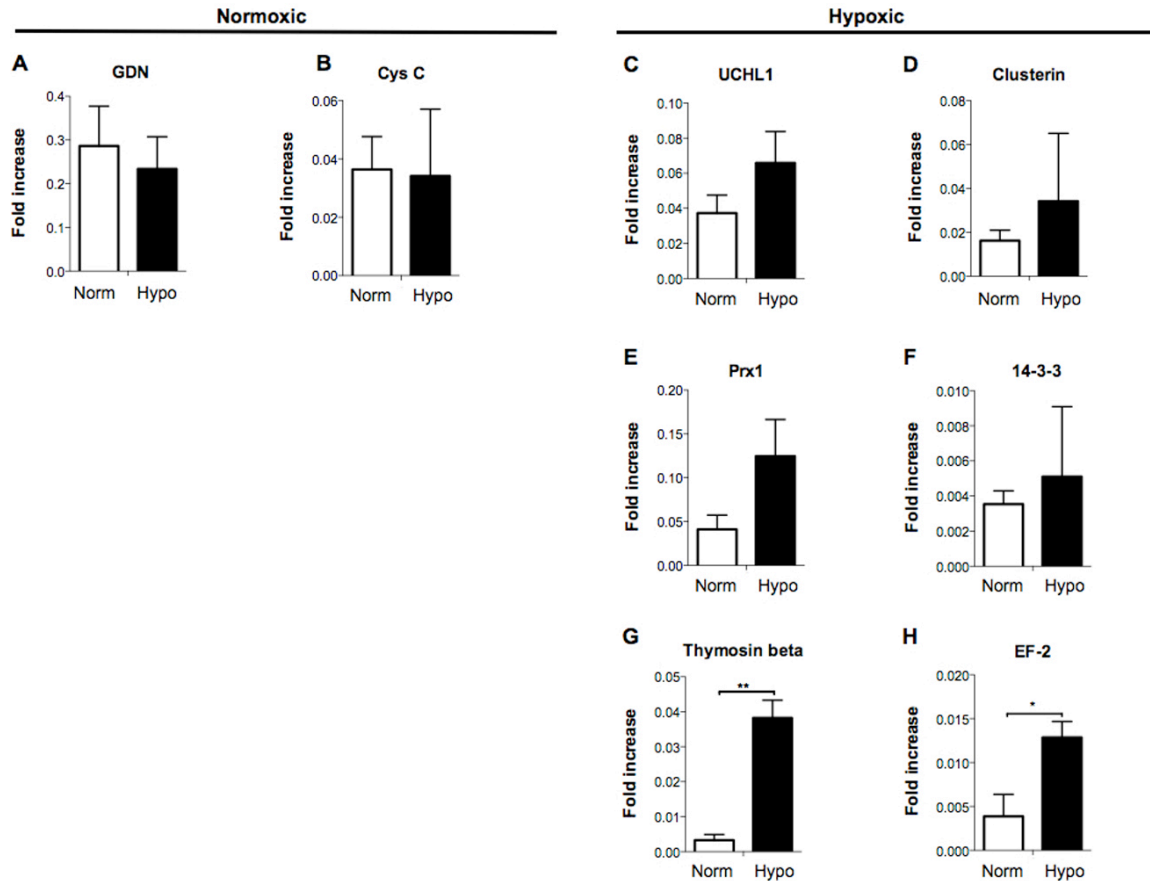 Normoxic
Hypoxic
A
GDN
Fold increase
0.4
0.3
0.2
0.1
0.0
Norm Hypo
B
Cys C
Fold increase
0.06
0.04
0.02
0.00
Norm Hypo
C
UCHL1
Fold increase
0.10
0.08
0.06
0.04
0.02
0.00
Norm Hypo
D
Clusterin
Fold increase
0.08
0.06
0.04
0.02
0.00
Norm Hypo
E
Prx1
Fold increase
0.20
0.15
0.10
0.05
0.00
Norm Hypo
F
14-3-3
Fold increase
0.010
0.008
0.006
0.004
0.002
0.000
Norm Hypo
G
Thymosin beta
Fold increase
0.05
0.04
0.03
0.02
0.01
0.00
**
Norm Hypo
H
EF-2
Fold increase
0.020
0.015
0.010
0.005
0.000
*
Norm Hypo